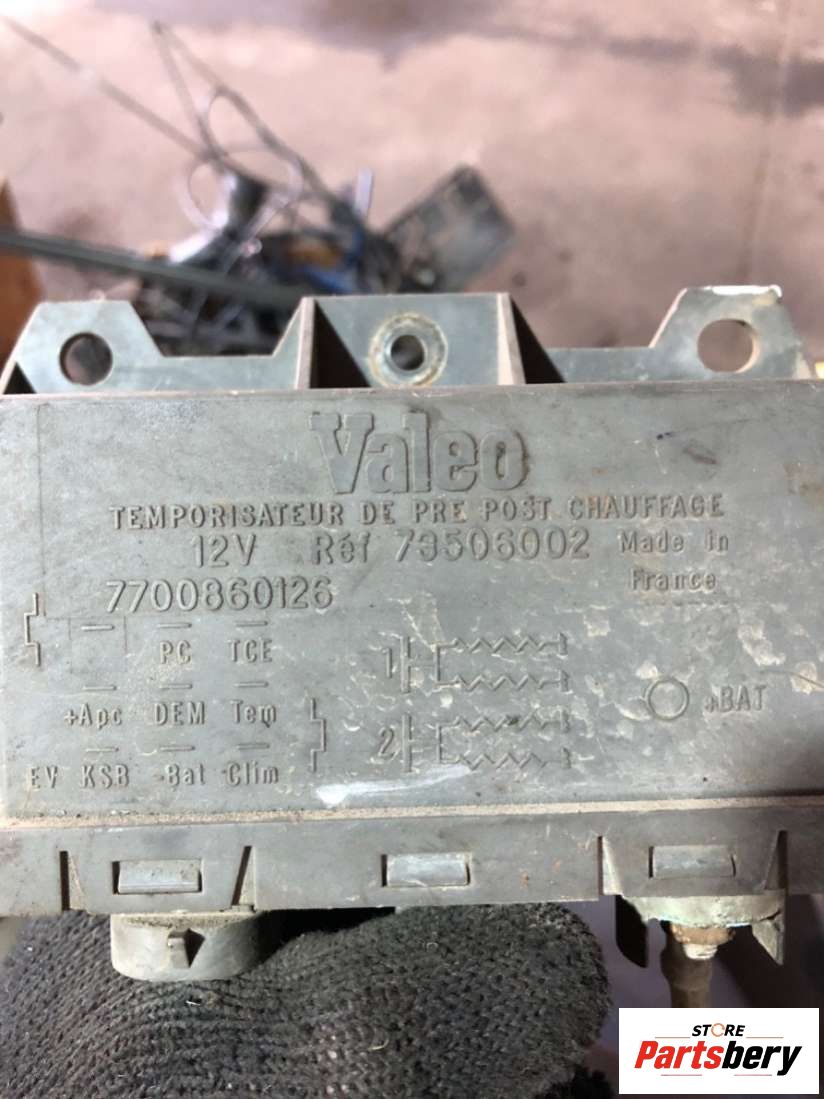 Valeo
TEMPORISATEUR DE PRE POST CHAUFFAGE
12V Réf 73506002 Made in
France
7700860126
PC TCE
+Apc DEM Tem
EV KSB -Bat Clim
1
2
+BAT
STORE
Partsbery